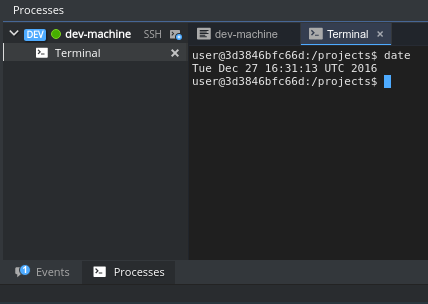 Processes
DEV dev-machine SSH
Terminal
dev-machine
Terminal
user@3d3846bfc66d:/projects$ date
Tue Dec 27 16:31:13 UTC 2016
user@3d3846bfc66d:/projects$
1
Events
Processes